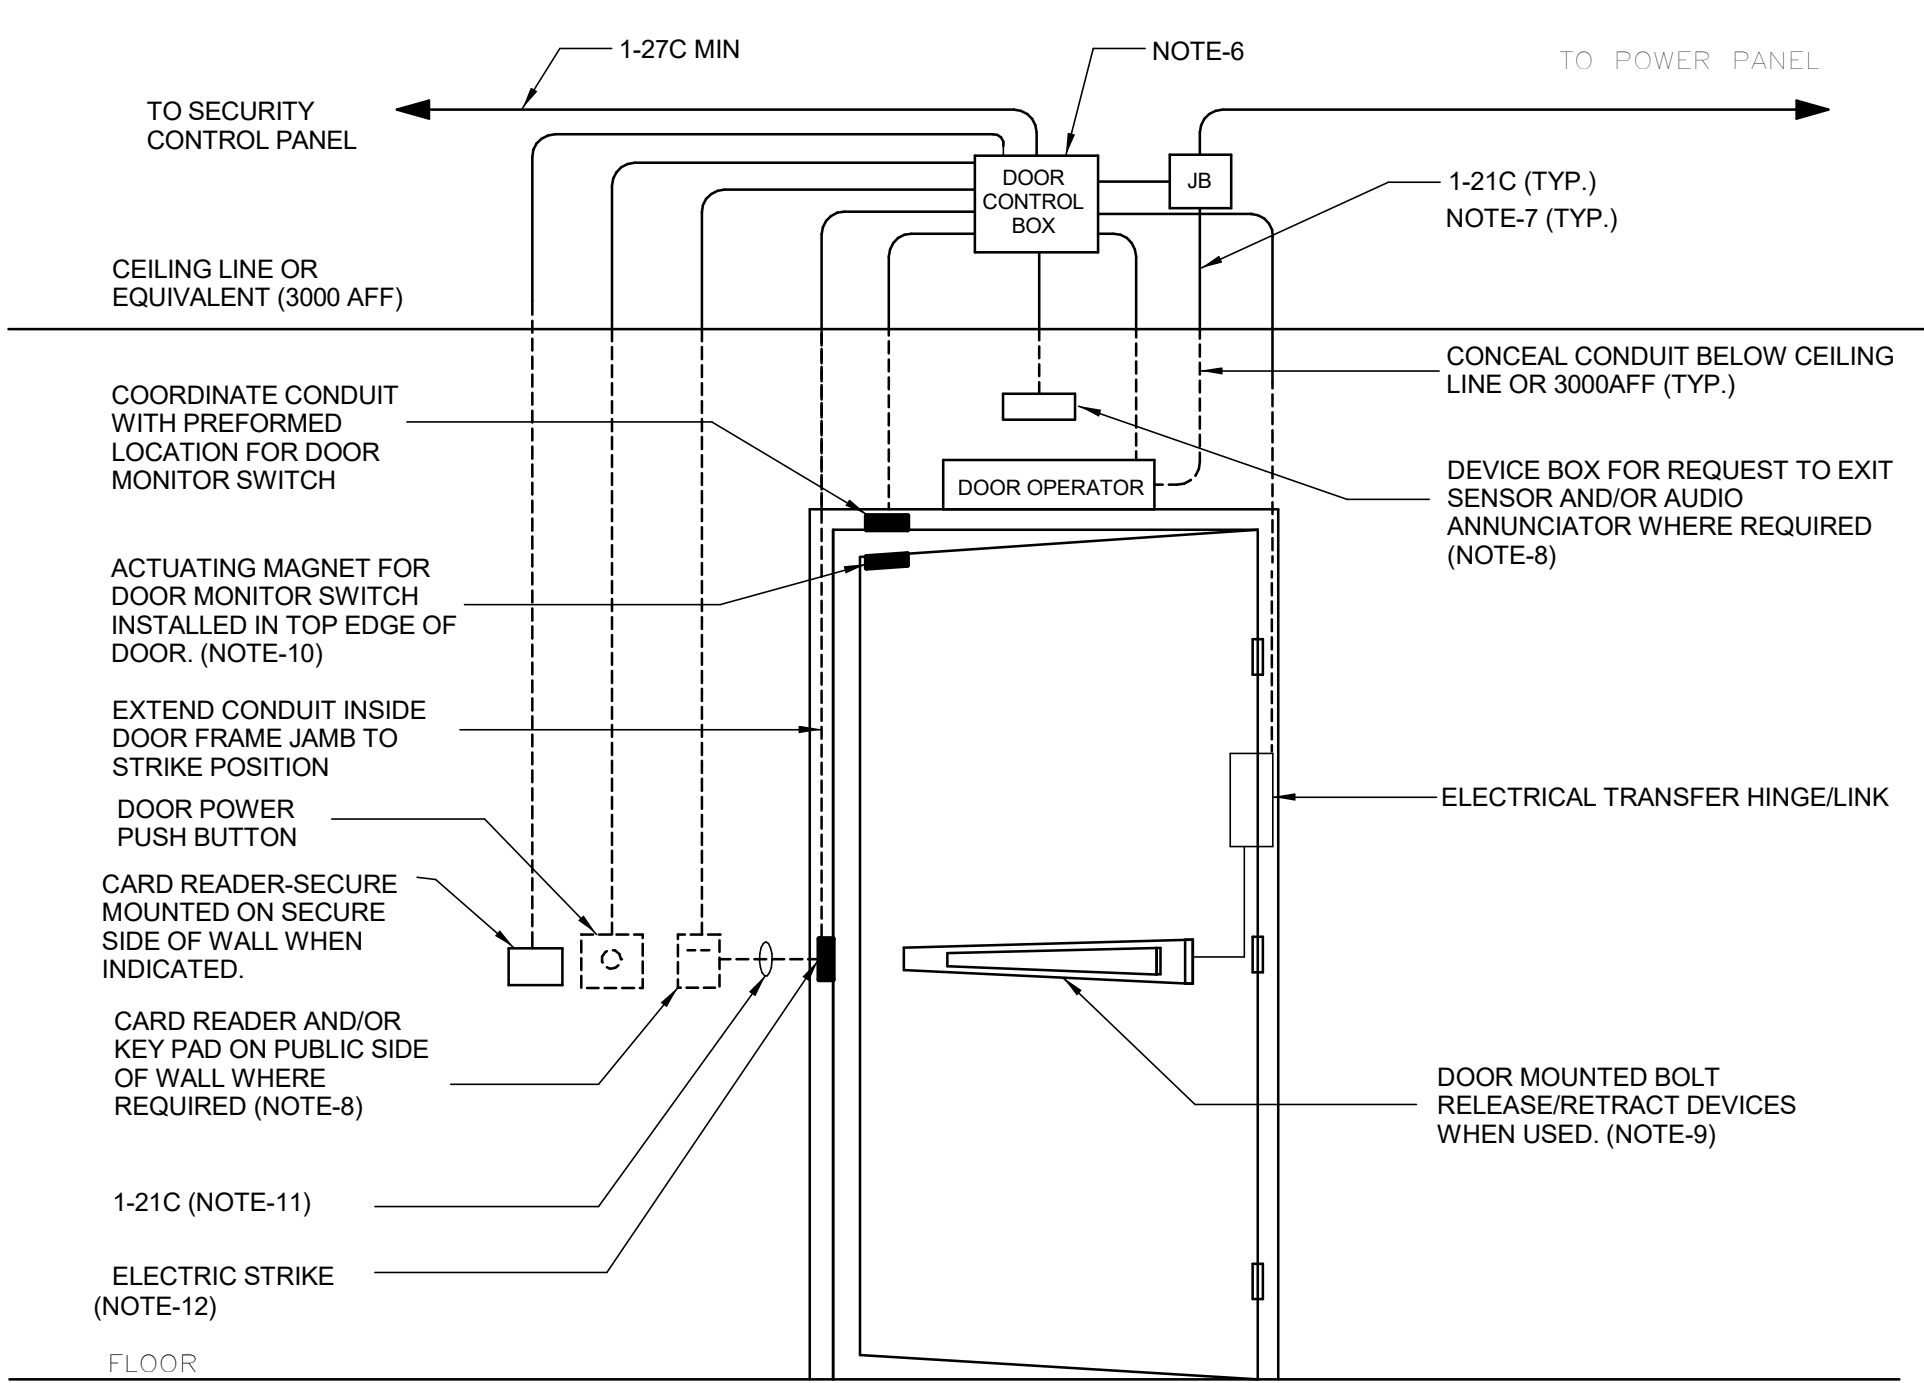 1-27C MIN
NOTE-6
TO POWER PANEL
TO SECURITY
CONTROL PANEL
DOOR
CONTROL
BOX
JB
1-21C (TYP.)
NOTE-7 (TYP.)
CEILING LINE OR
EQUIVALENT (3000 AFF)
CONCEAL CONDUIT BELOW CEILING
LINE OR 3000AFF (TYP.)
COORDINATE CONDUIT
WITH PREFORMED
LOCATION FOR DOOR
MONITOR SWITCH
DEVICE BOX FOR REQUEST TO EXIT
SENSOR AND/OR AUDIO
ANNUNCIATOR WHERE REQUIRED
(NOTE-8)
DOOR OPERATOR
ACTUATING MAGNET FOR
DOOR MONITOR SWITCH
INSTALLED IN TOP EDGE OF
DOOR. (NOTE-10)
EXTEND CONDUIT INSIDE
DOOR FRAME JAMB TO
STRIKE POSITION
DOOR POWER
PUSH BUTTON
ELECTRICAL TRANSFER HINGE/LINK
CARD READER-SECURE
MOUNTED ON SECURE
SIDE OF WALL WHEN
INDICATED.
CARD READER AND/OR
KEY PAD ON PUBLIC SIDE
OF WALL WHERE
REQUIRED (NOTE-8)
DOOR MOUNTED BOLT
RELEASE/RETRACT DEVICES
WHEN USED. (NOTE-9)
1-21C (NOTE-11)
ELECTRIC STRIKE
(NOTE-12)
FLOOR